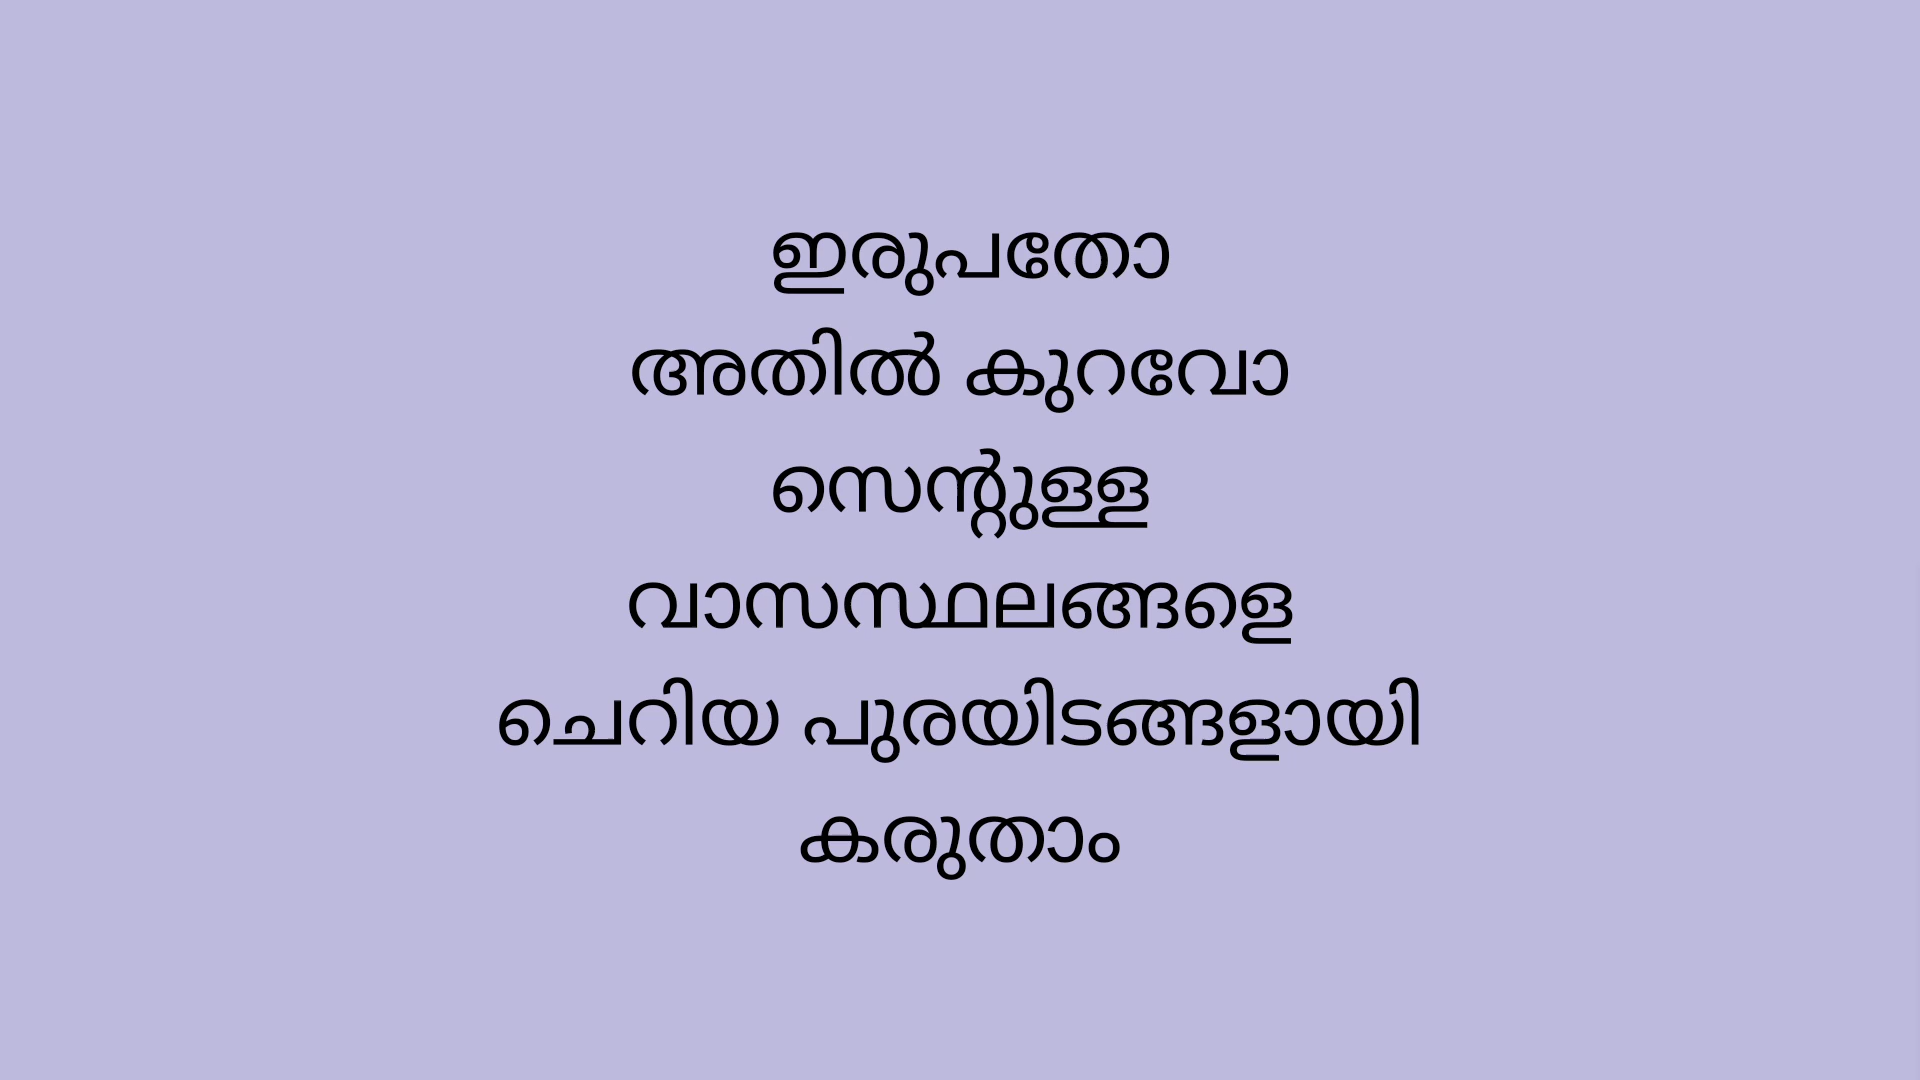 ഇരുപതോ
അതിൽ കുറവോ
സെന്റുള്ള
വാസസ്ഥലങ്ങളെ
ചെറിയ പുരയിടങ്ങളായി
കരുതാം